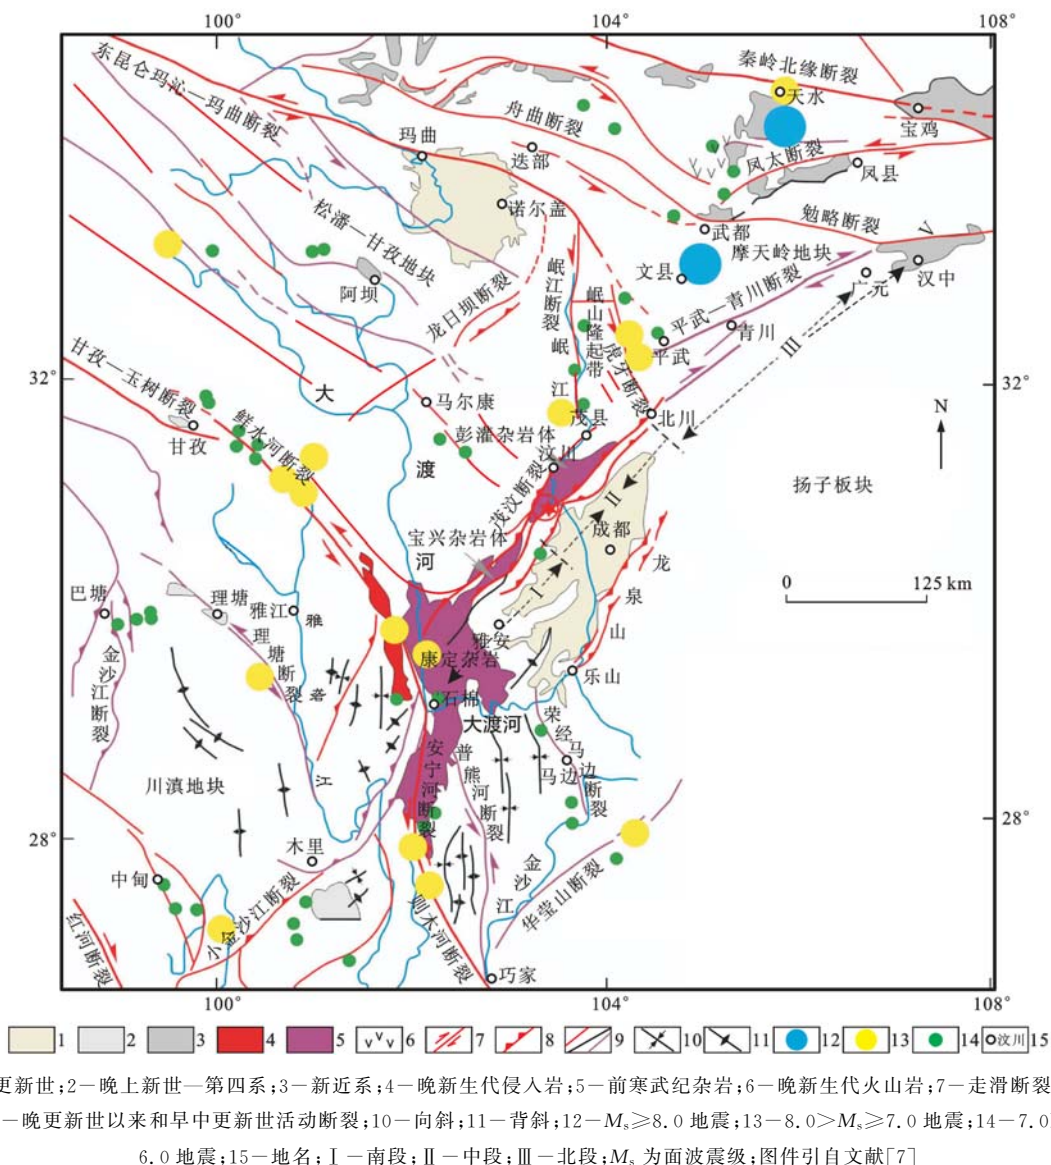 100°
104°
108°
东昆仑玛沁—玛曲断裂
秦岭北缘断裂
天水
宝鸡
舟曲断裂
玛曲
迭部
凤太断裂
凤县
松潘—甘孜地块
诺尔盖
勉略断裂
武都
摩天岭地块
文县
汉中
广元
阿坝
龙日坝断裂
岷江断裂
岷山隆起带
平武—青川断裂
青川
平武
虎牙断裂
32°
32°
甘孜—玉树断裂
甘孜
鲜水河断裂
大渡河
马尔康
岷江
茂县
北川
彭灌杂岩体
汶川
茂汶断裂
N
扬子板块
成都
宝兴杂岩体
龙泉山
0
125 km
Ⅰ
Ⅱ
Ⅲ
巴塘
理塘
雅江
雅砻江
理塘断裂
金沙江断裂
雅安
康定杂岩
乐山
石棉
大渡河
荥经马边断裂
马边
安宁河断裂
普雄河断裂
川滇地块
28°
28°
木里
中甸
小金沙江断裂
红河断裂
则木河断裂
金沙江
华莹山断裂
巧家
100°
104°
108°
1 2 3 4 5 v v v 6 7 8 9 10 11 12 13 14 汶川 15
更新世;2－晚上新世—第四系;3－新近系;4－晚新生代侵入岩;5－前寒武纪杂岩;6－晚新生代火山岩;7－走滑断裂
－晚更新世以来和早中更新世活动断裂;10－向斜;11－背斜;12－Ms≥8.0 地震;13－8.0>Ms≥7.0 地震;14－7.0
6.0 地震;15－地名;Ⅰ－南段;Ⅱ－中段;Ⅲ－北段;Ms 为面波震级;图件引自文献[7]